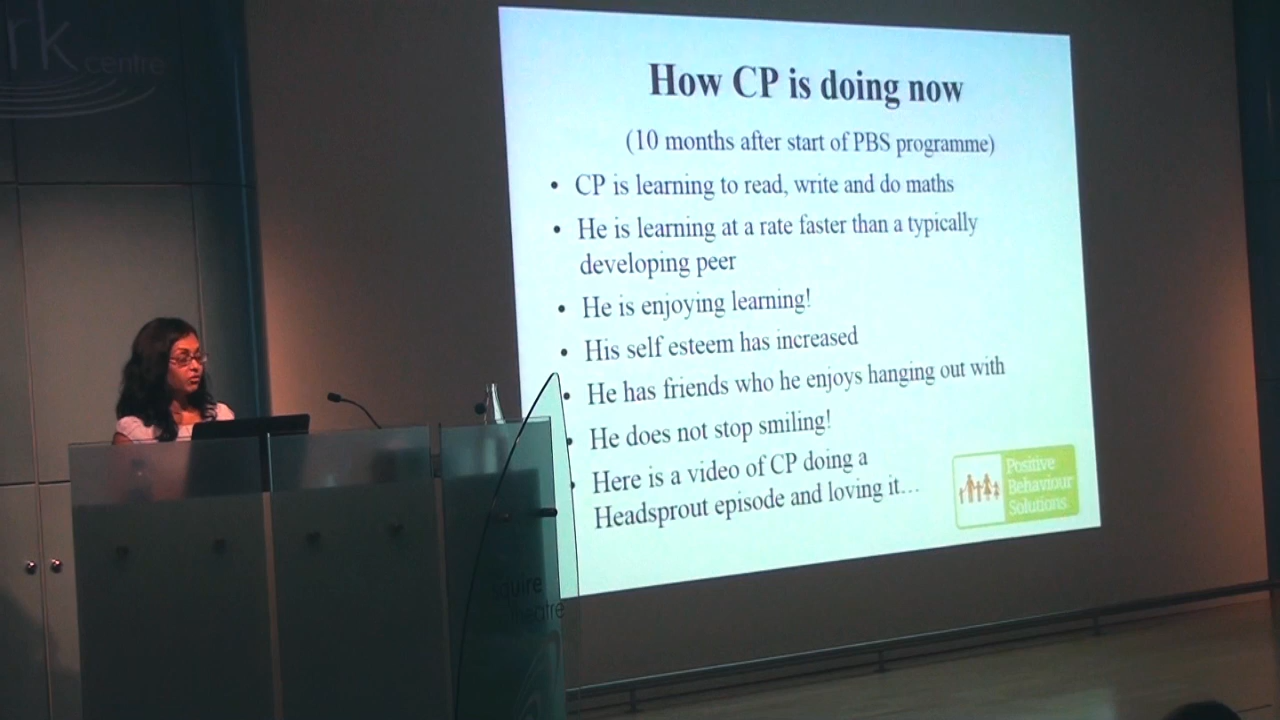 rk
centre
How CP is doing now
(10 months after start of PBS programme)
• CP is learning to read, write and do maths
• He is learning at a rate faster than a typically
developing peer
• He is enjoying learning!
• His self esteem has increased
• He has friends who he enjoys hanging out with
• He does not stop smiling!
• Here is a video of CP doing a
Headsprout episode and loving it…
Positive
Behaviour
Solutions.